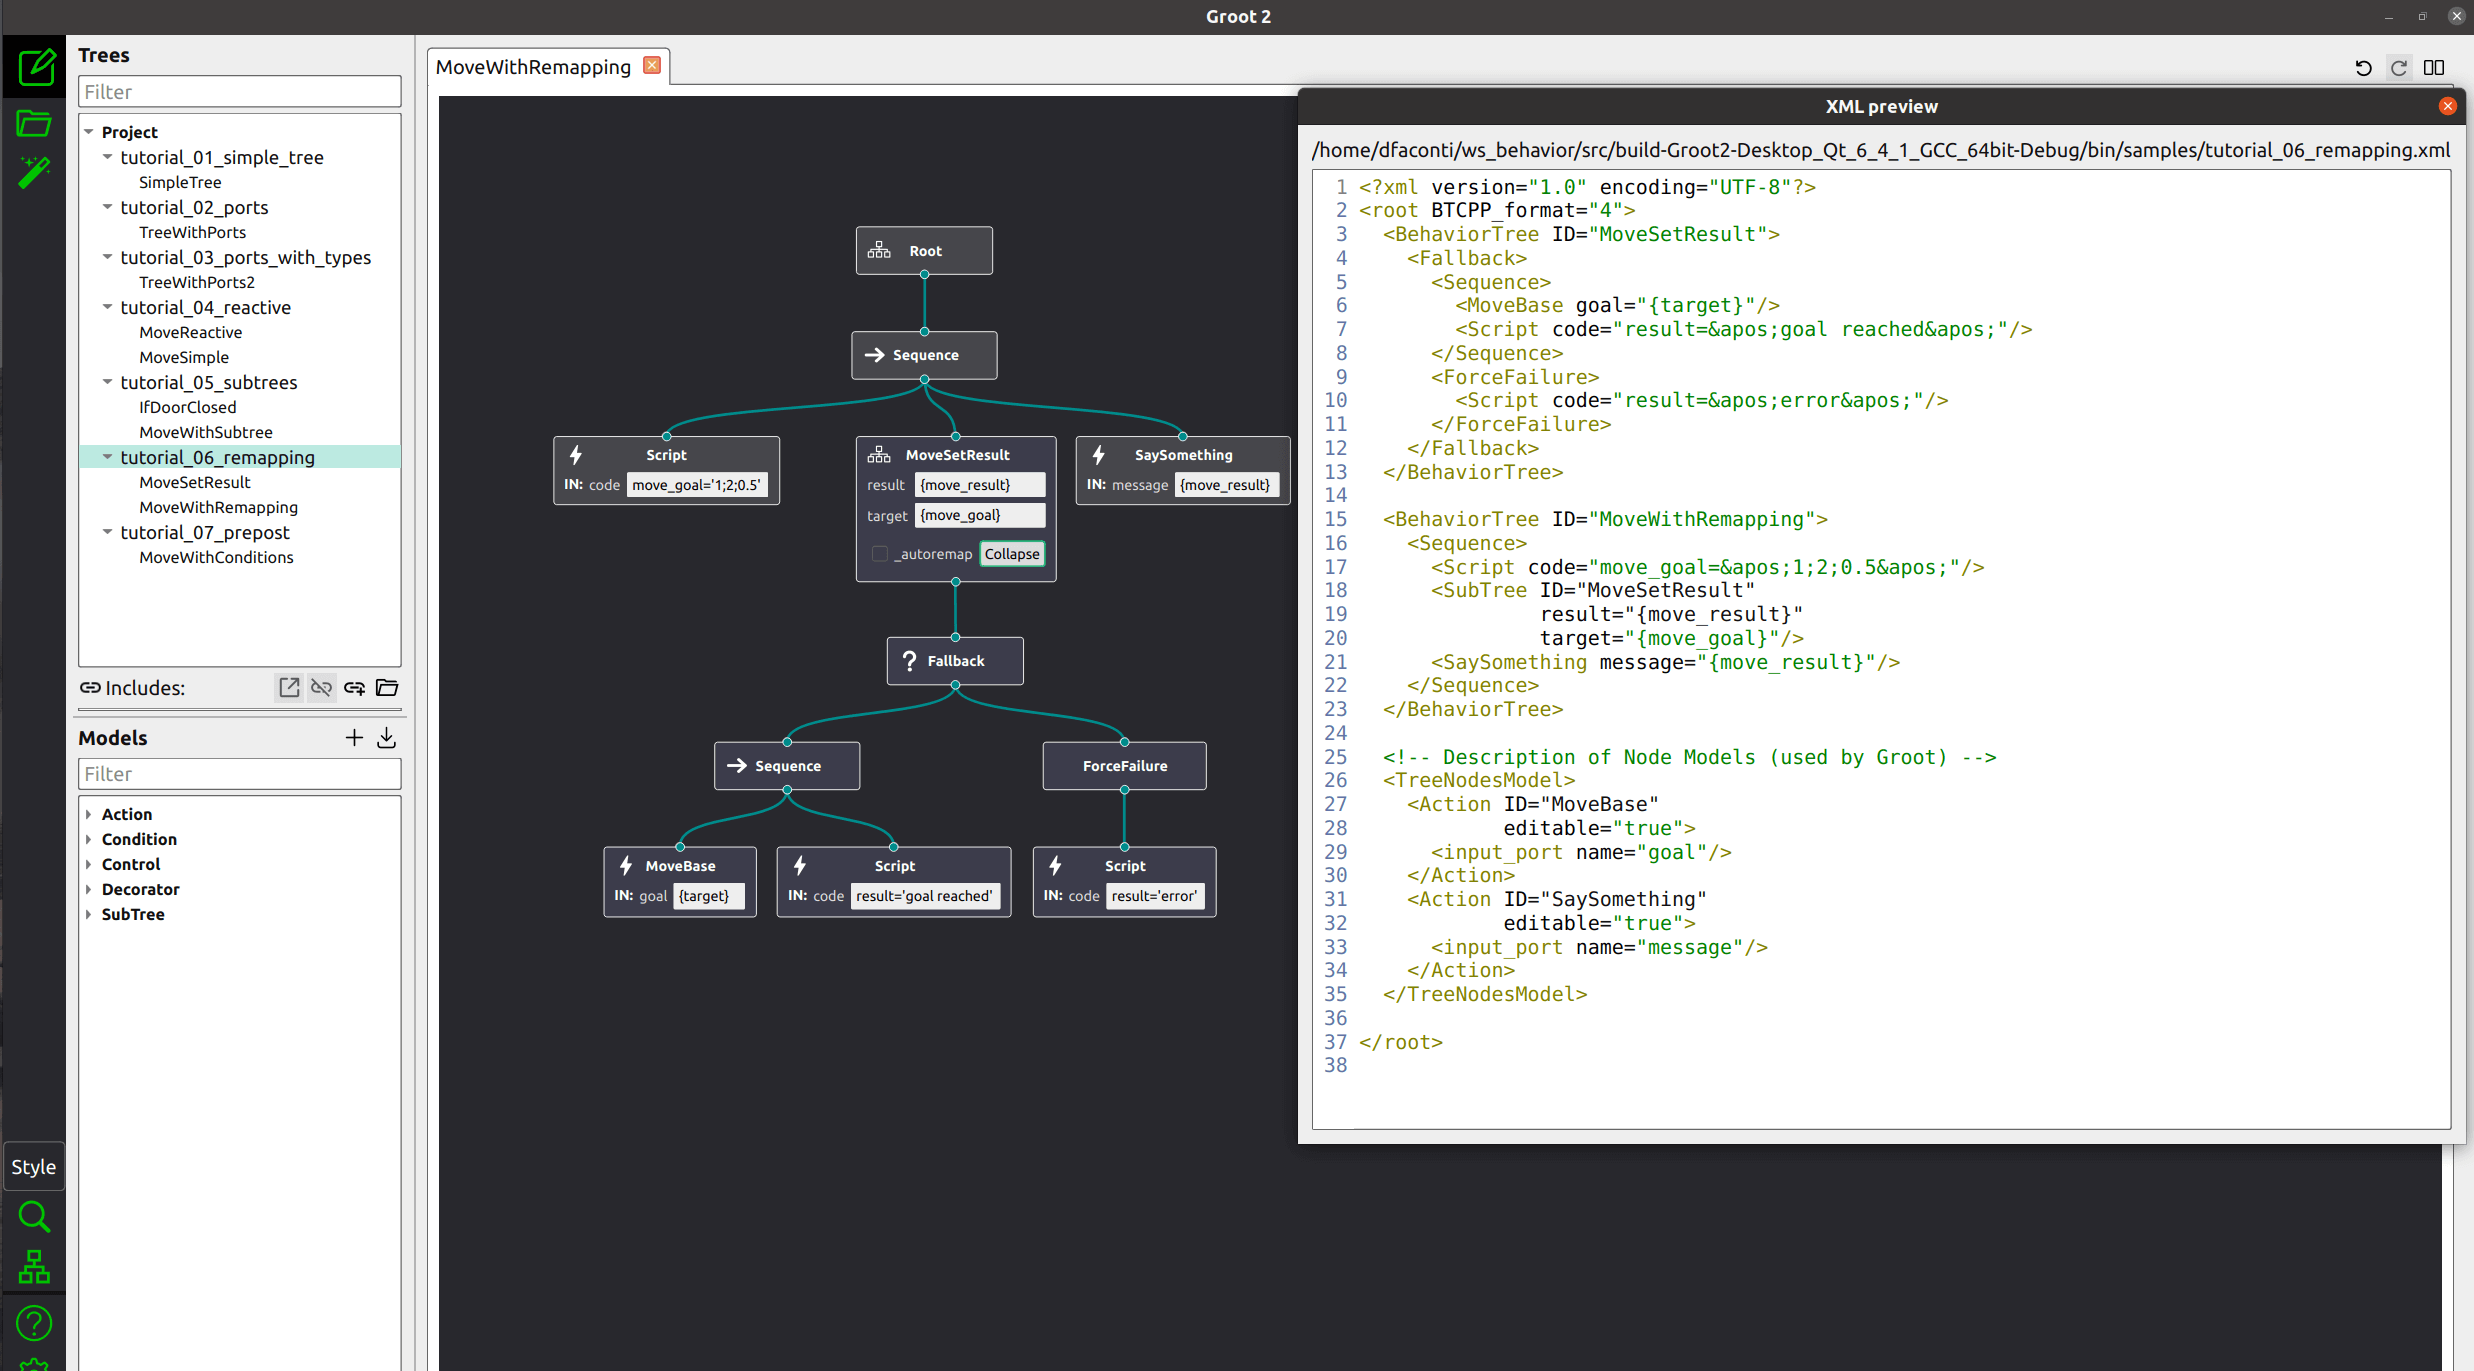 Groot 2
Trees
Filter
Project
tutorial_01_simple_tree
SimpleTree
tutorial_02_ports
TreeWithPorts
tutorial_03_ports_with_types
TreeWithPorts2
tutorial_04_reactive
MoveReactive
MoveSimple
tutorial_05_subtrees
IfDoorClosed
MoveWithSubtree
tutorial_06_remapping
MoveSetResult
MoveWithRemapping
tutorial_07_prepost
MoveWithConditions
Includes:
Models
Filter
Action
Condition
Control
Decorator
SubTree
Style
MoveWithRemapping
Root
Sequence
Script
IN: code move_goal='1;2;0.5'
MoveSetResult
result {move_result}
target {move_goal}
_autoremap Collapse
SaySomething
IN: message {move_result}
Fallback
Sequence
ForceFailure
MoveBase
IN: goal {target}
Script
IN: code result='goal reached'
Script
IN: code result='error'
XML preview
/home/dfaconti/ws_behavior/src/build-Groot2-Desktop_Qt_6_4_1_GCC_64bit-Debug/bin/samples/tutorial_06_remapping.xml
1 <?xml version="1.0" encoding="UTF-8"?>
2 <root BTCPP_format="4">
3 <BehaviorTree ID="MoveSetResult">
4 <Fallback>
5 <Sequence>
6 <MoveBase goal="{target}"/>
7 <Script code="result=&apos;goal reached&apos;"/>
8 </Sequence>
9 <ForceFailure>
10 <Script code="result=&apos;error&apos;"/>
11 </ForceFailure>
12 </Fallback>
13 </BehaviorTree>
14
15 <BehaviorTree ID="MoveWithRemapping">
16 <Sequence>
17 <Script code="move_goal=&apos;1;2;0.5&apos;"/>
18 <SubTree ID="MoveSetResult"
19 result="{move_result}"
20 target="{move_goal}"/>
21 <SaySomething message="{move_result}"/>
22 </Sequence>
23 </BehaviorTree>
24
25 <!-- Description of Node Models (used by Groot) -->
26 <TreeNodesModel>
27 <Action ID="MoveBase"
28 editable="true">
29 <input_port name="goal"/>
30 </Action>
31 <Action ID="SaySomething"
32 editable="true">
33 <input_port name="message"/>
34 </Action>
35 </TreeNodesModel>
36
37 </root>
38